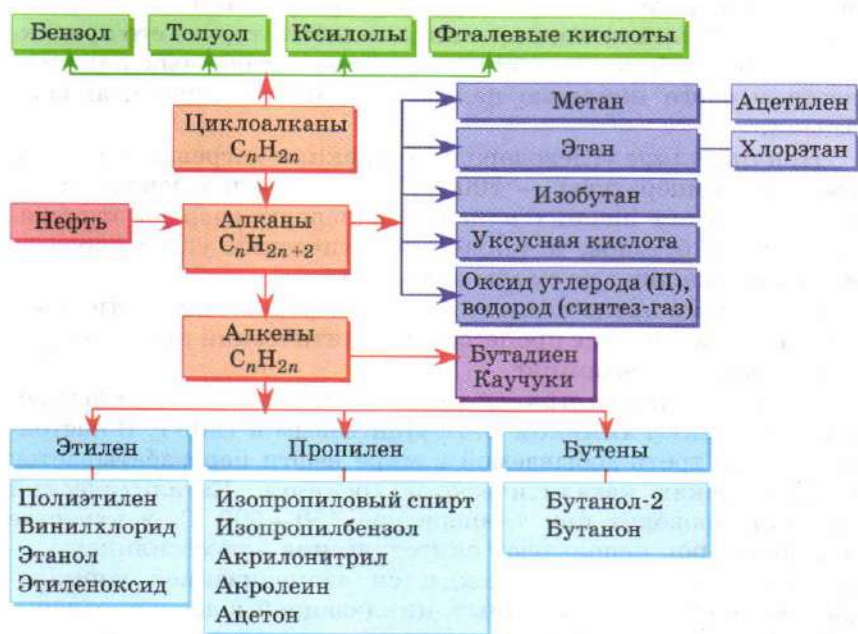 Бензол
Толуол
Ксилолы
Фталевые кислоты
Циклоалканы
CₙH₂ₙ
Метан
Ацетилен
Этан
Хлорэтан
Изобутан
Нефть
Алканы
CₙH₂ₙ₊₂
Уксусная кислота
Оксид углерода (II),
водород (синтез-газ)
Алкены
CₙH₂ₙ
Бутадиен
Каучуки
Этилен
Пропилен
Бутены
Полиэтилен
Винилхлорид
Этанол
Этиленоксид
Изопропиловый спирт
Изопропилбензол
Акрилонитрил
Акролеин
Ацетон
Бутанол-2
Бутанон